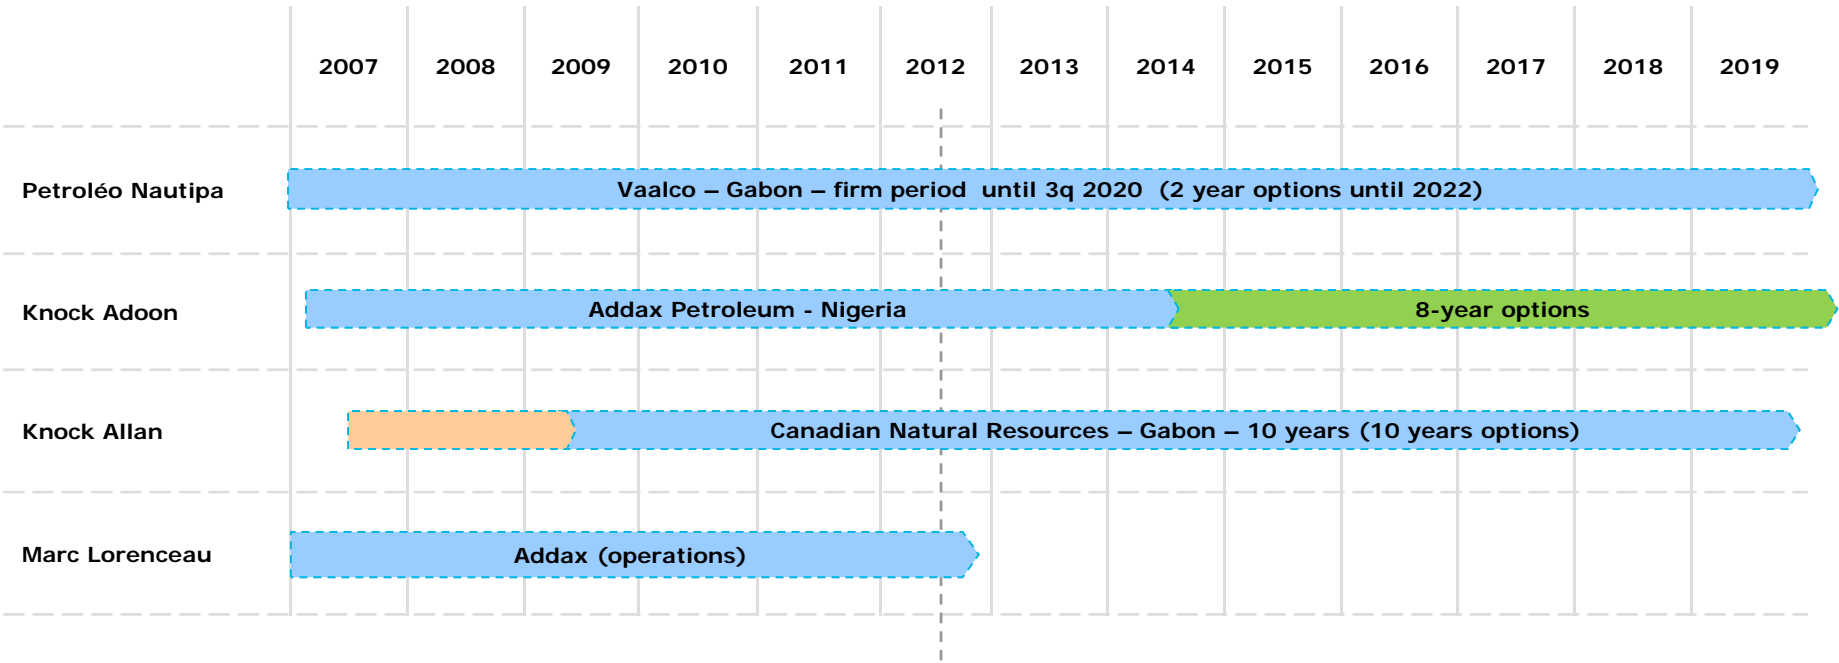 2007 2008 2009 2010 2011 2012 2013 2014 2015 2016 2017 2018 2019
Petroléo Nautipa Vaalco – Gabon – firm period until 3q 2020 (2 year options until 2022)
Knock Adoon Addax Petroleum - Nigeria 8-year options
Knock Allan Canadian Natural Resources – Gabon – 10 years (10 years options)
Marc Lorenceau Addax (operations)